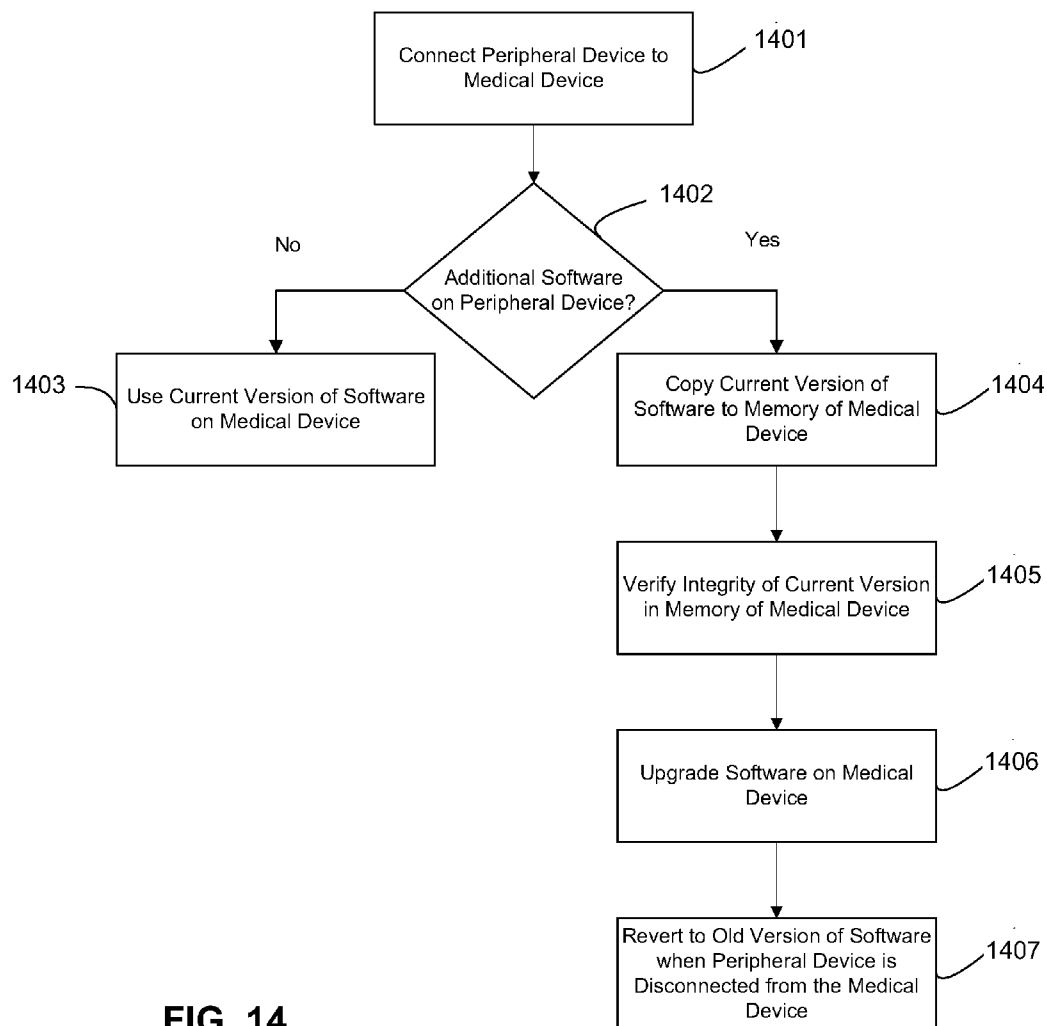 Connect Peripheral Device to
Medical Device
1401
1402
No
Yes
Additional Software
on Peripheral Device?
1403
Use Current Version of Software
on Medical Device
Copy Current Version of
Software to Memory of Medical
Device
1404
Verify Integrity of Current Version
in Memory of Medical Device
1405
Upgrade Software on Medical
Device
1406
Revert to Old Version of Software
when Peripheral Device is
Disconnected from the Medical
Device
1407
FIG. 14